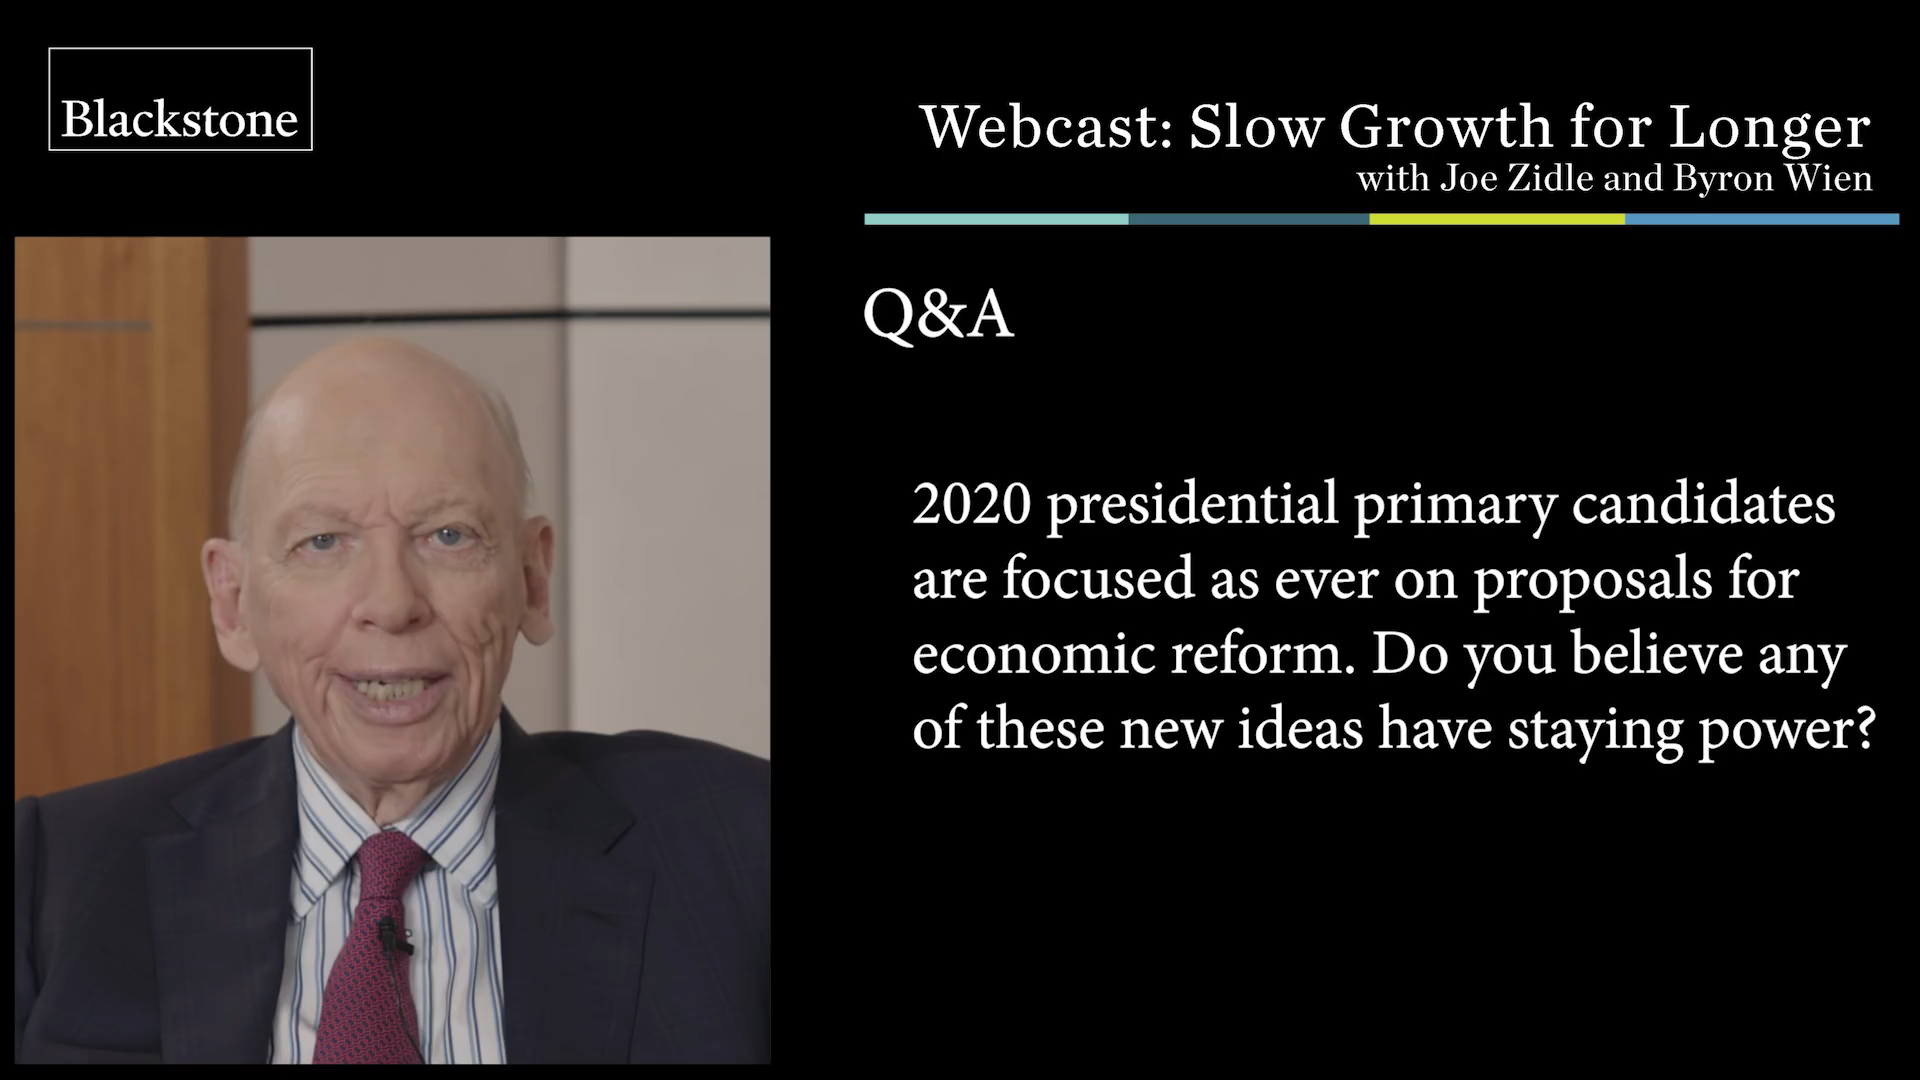 Blackstone
Webcast: Slow Growth for Longer
with Joe Zidle and Byron Wien
Q&A
2020 presidential primary candidates
are focused as ever on proposals for
economic reform. Do you believe any
of these new ideas have staying power?